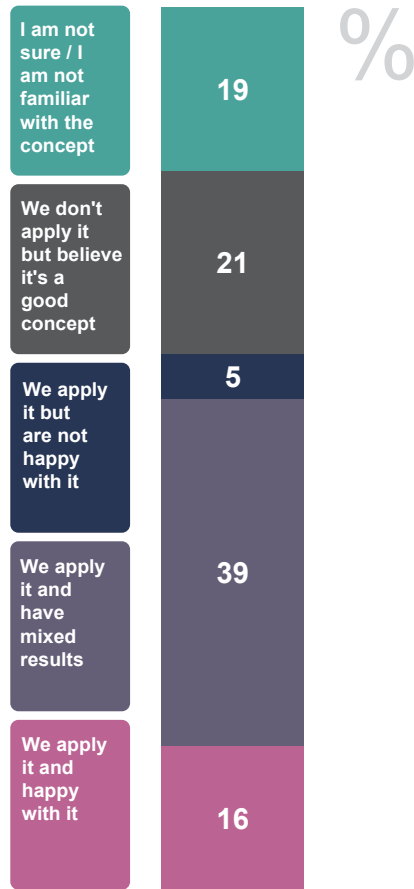 I am not
sure / I
am not
familiar
with the
concept
19
%
We don't
apply it
but believe
it's a
good
concept
21
We apply
it but
are not
happy
with it
5
We apply
it and
have
mixed
results
39
We apply
it and
happy
with it
16